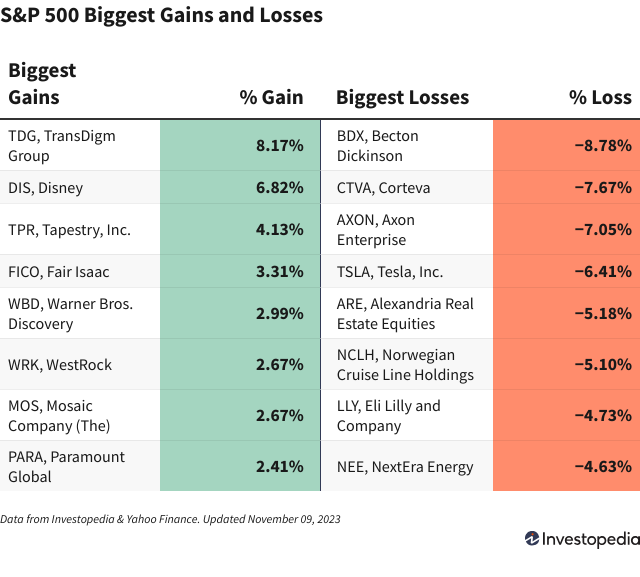 S&P 500 Biggest Gains and Losses
Biggest
Gains
% Gain
Biggest Losses
% Loss
TDG, TransDigm
Group
8.17%
BDX, Becton
Dickinson
−8.78%
DIS, Disney
6.82%
CTVA, Corteva
−7.67%
TPR, Tapestry, Inc.
4.13%
AXON, Axon
Enterprise
−7.05%
FICO, Fair Isaac
3.31%
TSLA, Tesla, Inc.
−6.41%
WBD, Warner Bros.
Discovery
2.99%
ARE, Alexandria Real
Estate Equities
−5.18%
WRK, WestRock
2.67%
NCLH, Norwegian
Cruise Line Holdings
−5.10%
MOS, Mosaic
Company (The)
2.67%
LLY, Eli Lilly and
Company
−4.73%
PARA, Paramount
Global
2.41%
NEE, NextEra Energy
−4.63%
Data from Investopedia & Yahoo Finance. Updated November 09, 2023
Investopedia